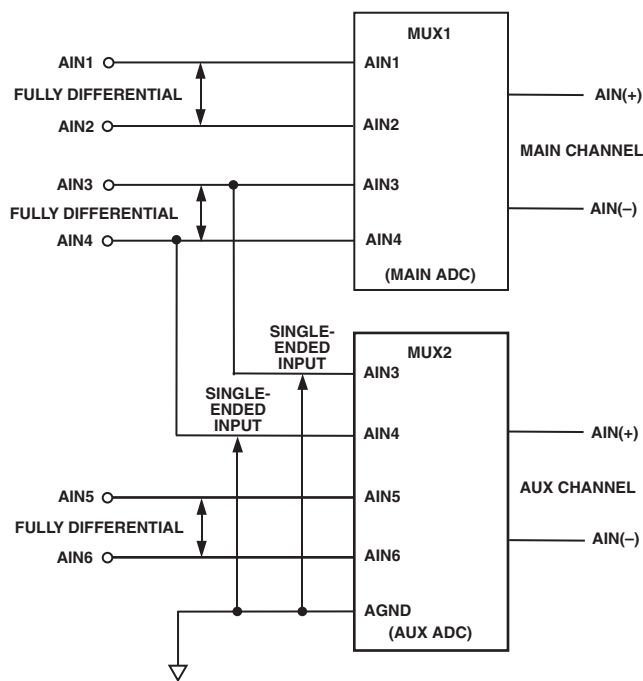 MUX1
AIN1
AIN1
FULLY DIFFERENTIAL
AIN(+)
AIN2
AIN2
MAIN CHANNEL
AIN3
AIN3
FULLY DIFFERENTIAL
AIN(–)
AIN4
AIN4
(MAIN ADC)
SINGLE-
ENDED
INPUT
MUX2
AIN3
SINGLE-
ENDED
INPUT
AIN4
AIN(+)
AIN5
AIN5
AUX CHANNEL
FULLY DIFFERENTIAL
AIN(–)
AIN6
AIN6
AGND
(AUX ADC)